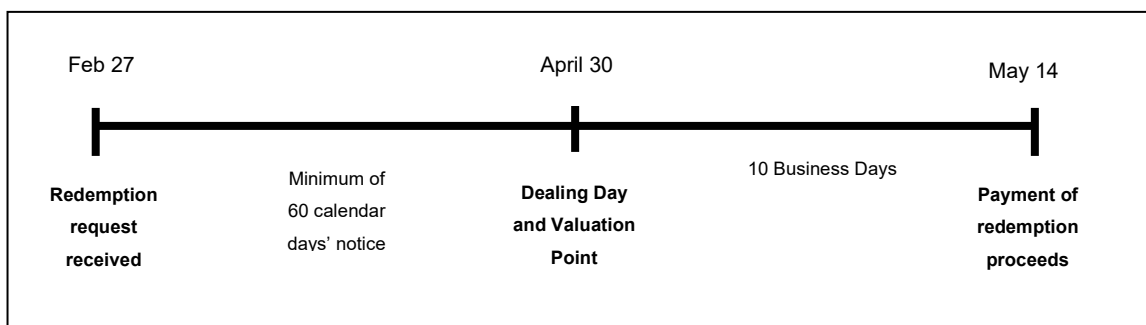 Feb 27
April 30
May 14
Redemption
request
received
Minimum of
60 calendar
days' notice
Dealing Day
and Valuation
Point
10 Business Days
Payment of
redemption
proceeds